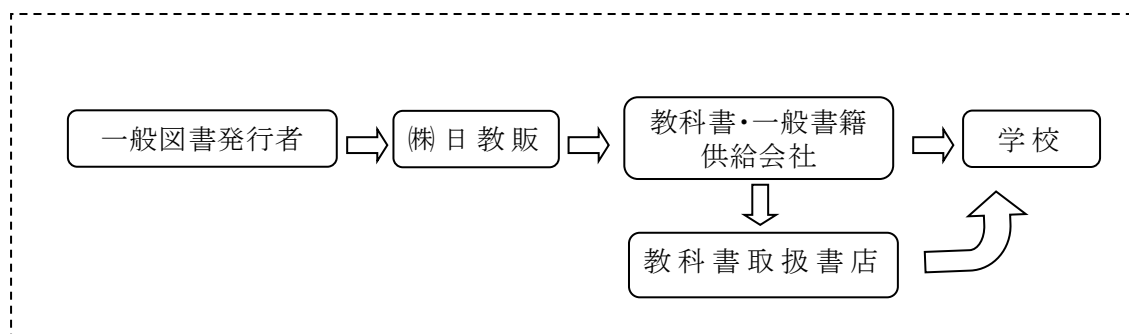 一般図書発行者
㈱日教販
教科書・一般書籍
供給会社
学校
教科書取扱書店